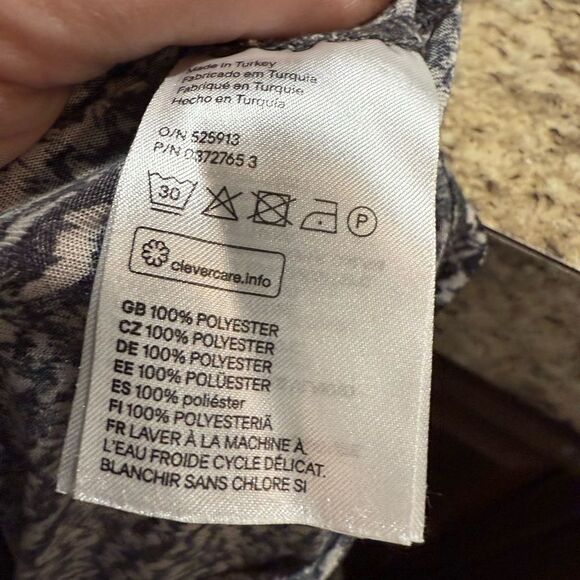 Made in Turkey
Fabricado em Turquia
Fabriqué en Turquie
Hecho en Turquía
O/N 525913
P/N 0372765 3
30
P
clevercare.info
GB 100% POLYESTER
CZ 100% POLYESTER
DE 100% POLYESTER
EE 100% POLÜESTER
ES 100% poliéster
FI 100% POLYESTERIÄ
FR LAVER À LA MACHINE À
L'EAU FROIDE CYCLE DÉLICAT.
BLANCHIR SANS CHLORE SI